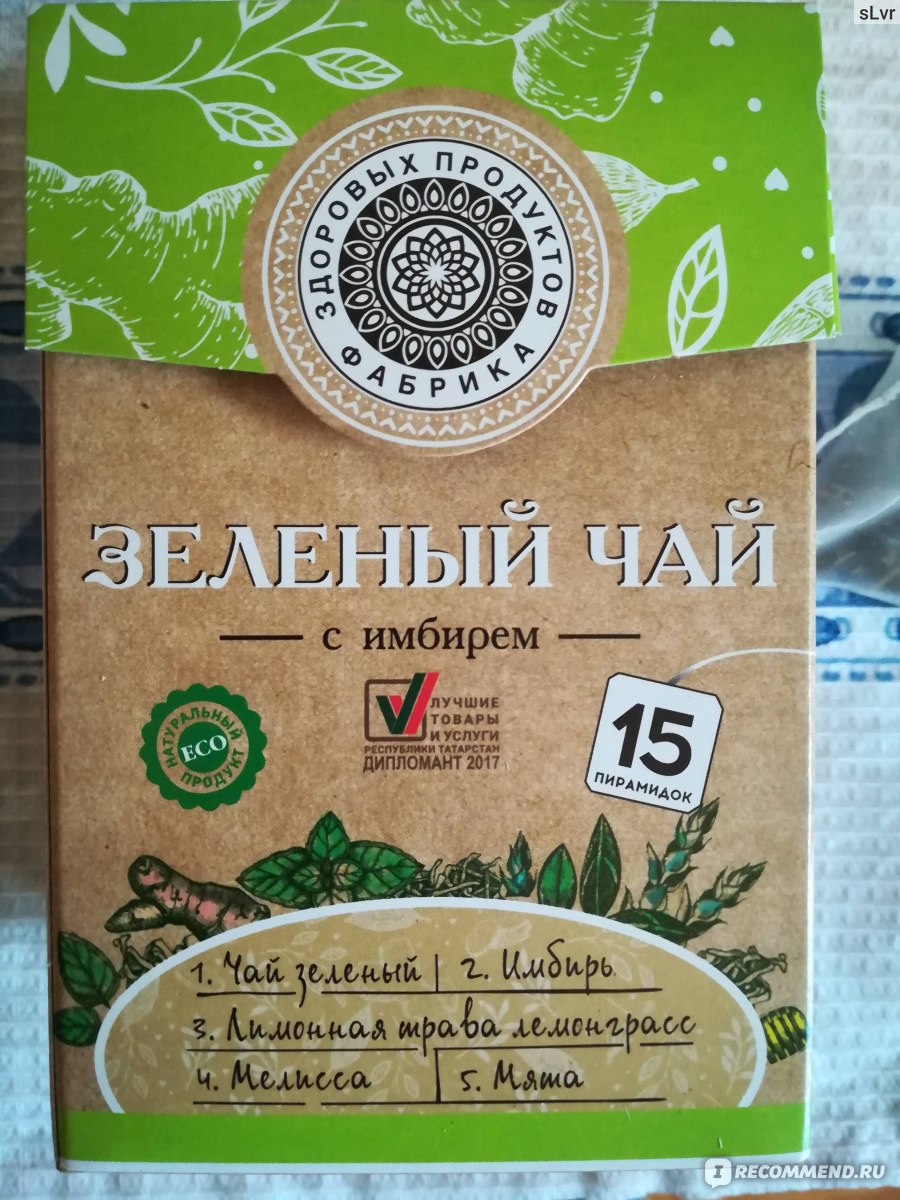 sLvr
ЗДОРОВЫХ ПРОДУКТОВ
ФАБРИКА
ЗЕЛЕНЫЙ ЧАЙ
с имбирем
НАТУРАЛЬНЫЙ
ECO
ПРОДУКТ
ЛУЧШИЕ
ТОВАРЫ
И УСЛУГИ
РЕСПУБЛИКИ ТАТАРСТАН
ДИПЛОМАНТ 2017
15
ПИРАМИДОК
1. Чай зеленый | 2. Имбирь
3. Лимонная трава лемонграсс
4. Мелисса | 5. Мята
IRECOMMEND.RU